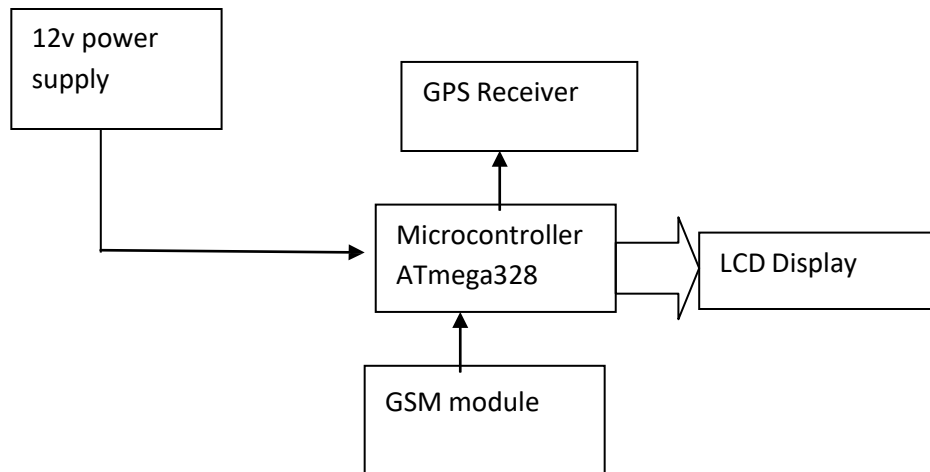 12v power
supply
GPS Receiver
Microcontroller
ATmega328
LCD Display
GSM module